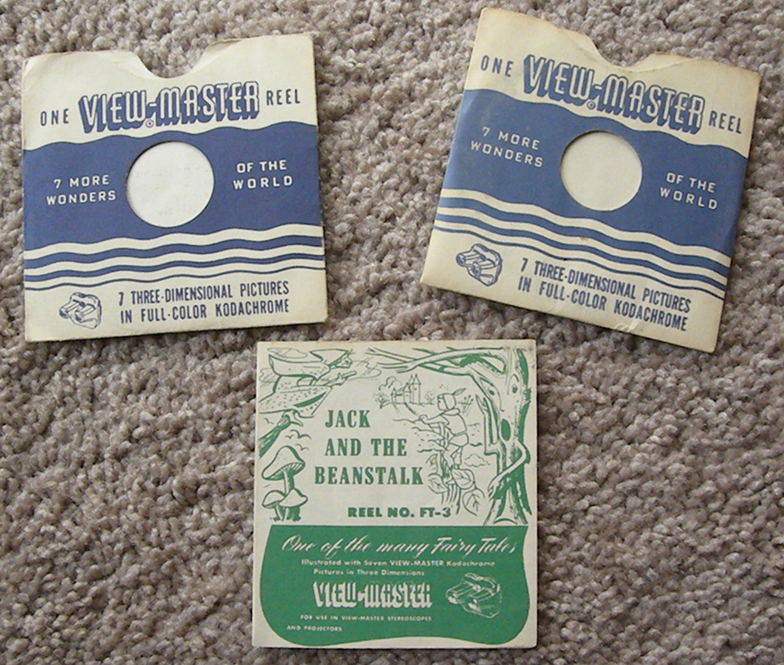 ONE VIEW-MASTER REEL
7 MORE WONDERS
OF THE WORLD
7 THREE-DIMENSIONAL PICTURES
IN FULL-COLOR KODACHROME
ONE VIEW-MASTER REEL
7 MORE WONDERS
OF THE WORLD
7 THREE-DIMENSIONAL PICTURES
IN FULL-COLOR KODACHROME
JACK
AND THE
BEANSTALK
REEL NO. FT-3
One of the many Fairy Tales
Illustrated with Seven VIEW-MASTER Kodachrome
Pictures in Three Dimensions
VIEW-MASTER
FOR USE IN VIEW-MASTER STEREOSCOPES
AND PROJECTORS